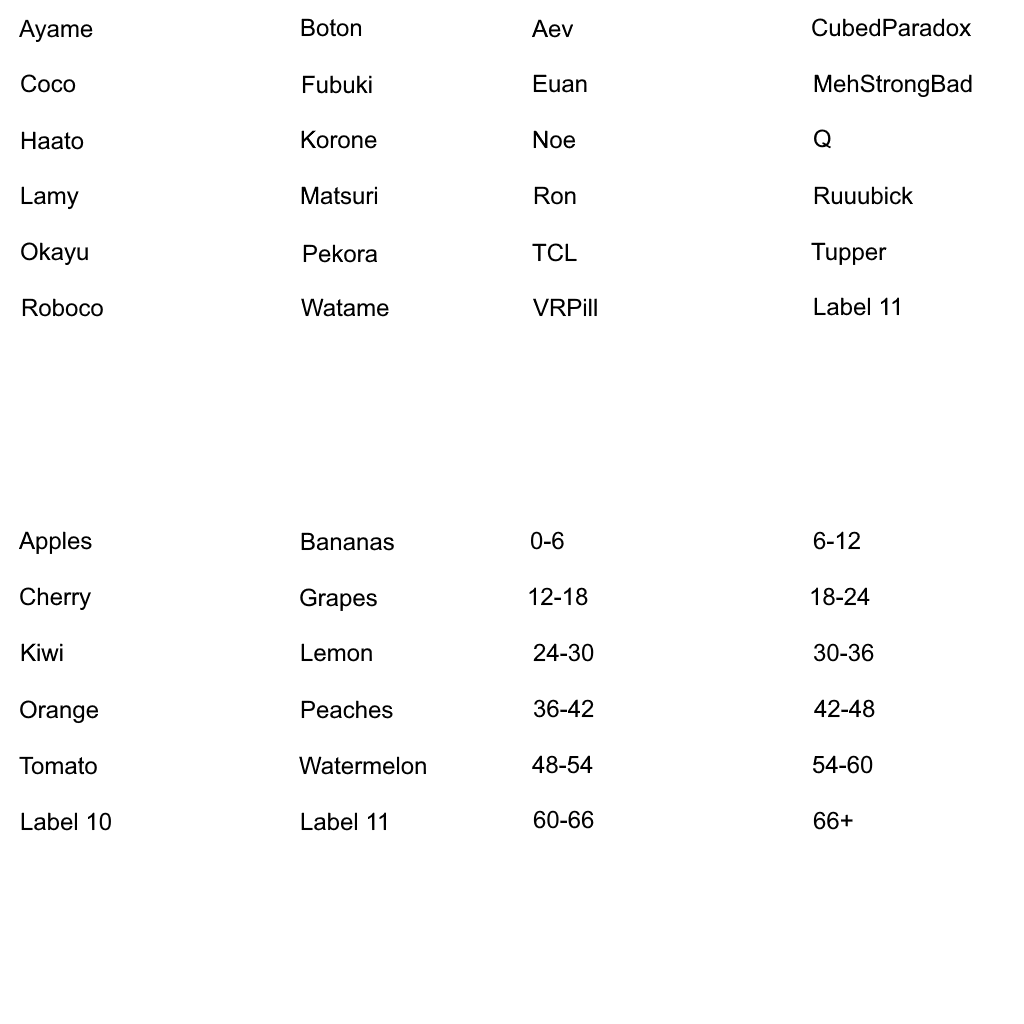 Ayame Boton Aev CubedParadox
Coco Fubuki Euan MehStrongBad
Haato Korone Noe Q
Lamy Matsuri Ron Ruuubick
Okayu Pekora TCL Tupper
Roboco Watame VRPill Label 11
Apples Bananas 0-6 6-12
Cherry Grapes 12-18 18-24
Kiwi Lemon 24-30 30-36
Orange Peaches 36-42 42-48
Tomato Watermelon 48-54 54-60
Label 10 Label 11 60-66 66+